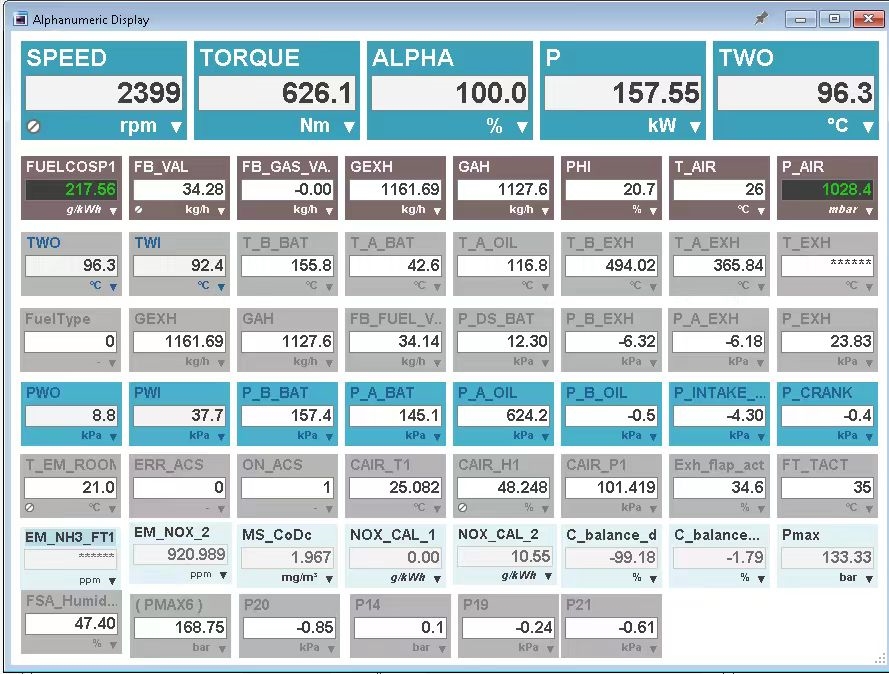 Alphanumeric Display
SPEED TORQUE ALPHA P TWO
2399 626.1 100.0 157.55 96.3
rpm Nm % kW °C
FUELCOSP1 FB_VAL FB_GAS_VA. GEXH GAH PHI T_AIR P_AIR
217.56 34.28 -0.00 1161.69 1127.6 20.7 26 1028.4
g/kWh kg/h kg/h kg/h kg/h % °C mbar
TWO TWI T_B_BAT T_A_BAT T_A_OIL T_B_EXH T_A_EXH T_EXH
96.3 92.4 155.8 42.6 116.8 494.02 365.84 ******
°C °C °C °C °C °C °C °C
FuelType GEXH GAH FB_FUEL_V.. P_DS_BAT P_B_EXH P_A_EXH P_EXH
0 1161.69 1127.6 34.14 12.30 -6.32 -6.18 23.83
- kg/h kg/h kg/h kPa kPa kPa kPa
PWO PWI P_B_BAT P_A_BAT P_A_OIL P_B_OIL P_INTAKE_... P_CRANK
8.8 37.7 157.4 145.1 624.2 -0.5 -4.30 -0.4
kPa kPa kPa kPa kPa kPa kPa kPa
T_EM_ROOM ERR_ACS ON_ACS CAIR_T1 CAIR_H1 CAIR_P1 Exh_flap_act FT_TACT
21.0 0 1 25.082 48.248 101.419 34.6 35
°C - - °C % kPa % °C
EM_NH3_FT1 EM_NOX_2 MS_CoDc NOX_CAL_1 NOX_CAL_2 C_balance_d C_balance... Pmax
****** 920.989 1.967 0.00 10.55 -99.18 -1.79 133.33
ppm ppm mg/m³ g/kWh g/kWh % % bar
FSA_Humid... ( PMAX6 ) P20 P14 P19 P21
47.40 168.75 -0.85 0.1 -0.24 -0.61
% bar kPa bar kPa kPa